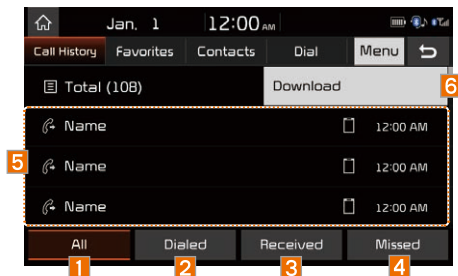 Jan. 1 12:00 AM
Call History Favorites Contacts Dial Menu
Total (108) Download 6
Name 12:00 AM
5 Name 12:00 AM
Name 12:00 AM
All Dialed Received Missed
1 2 3 4